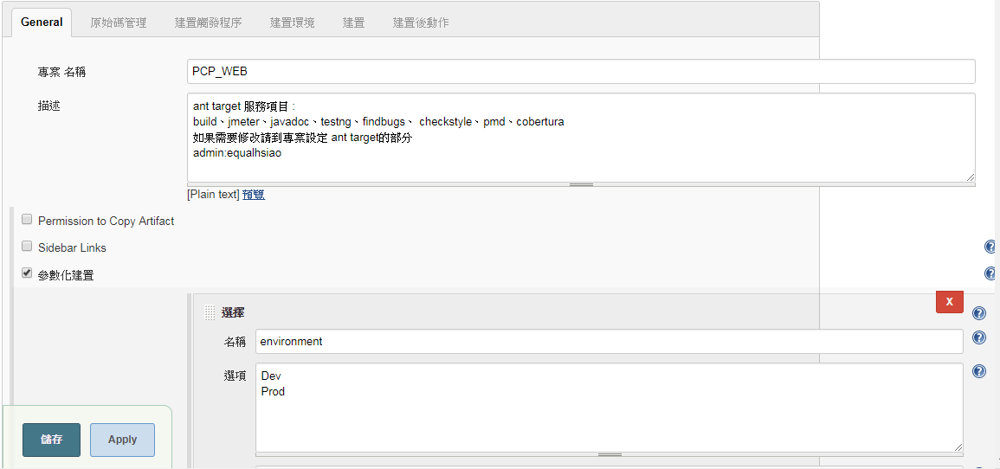 General 原始碼管理 建置觸發程序 建置環境 建置 建置後動作
專案 名稱 PCP_WEB
描述
ant target 服務項目 :
build、jmeter、javadoc、testng、findbugs、 checkstyle、pmd、cobertura
如果需要修改請到專案設定 ant target的部分
admin:equalhsiao
[Plain text] 預覽
Permission to Copy Artifact
Sidebar Links
參數化建置
選擇
X
名稱 environment
選項
Dev
Prod
儲存 Apply